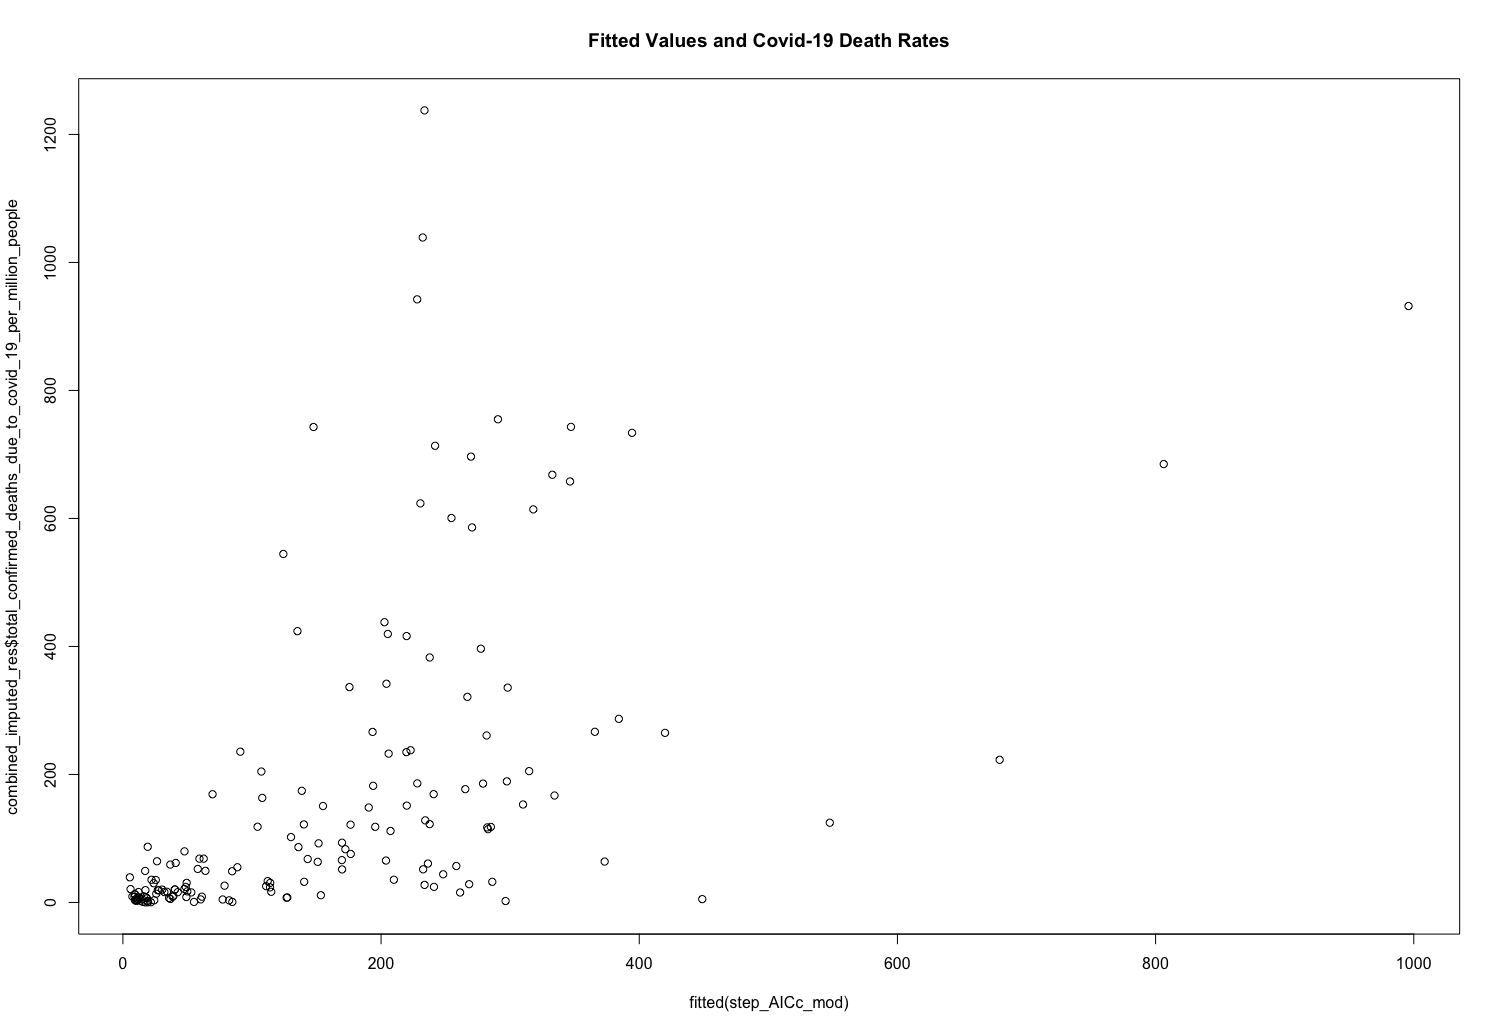 Fitted Values and Covid-19 Death Rates
combined_imputed_res$total_confirmed_deaths_due_to_covid_19_per_million_people
1200
1000
800
600
400
200
0
0 200 400 600 800 1000
fitted(step_AICc_mod)